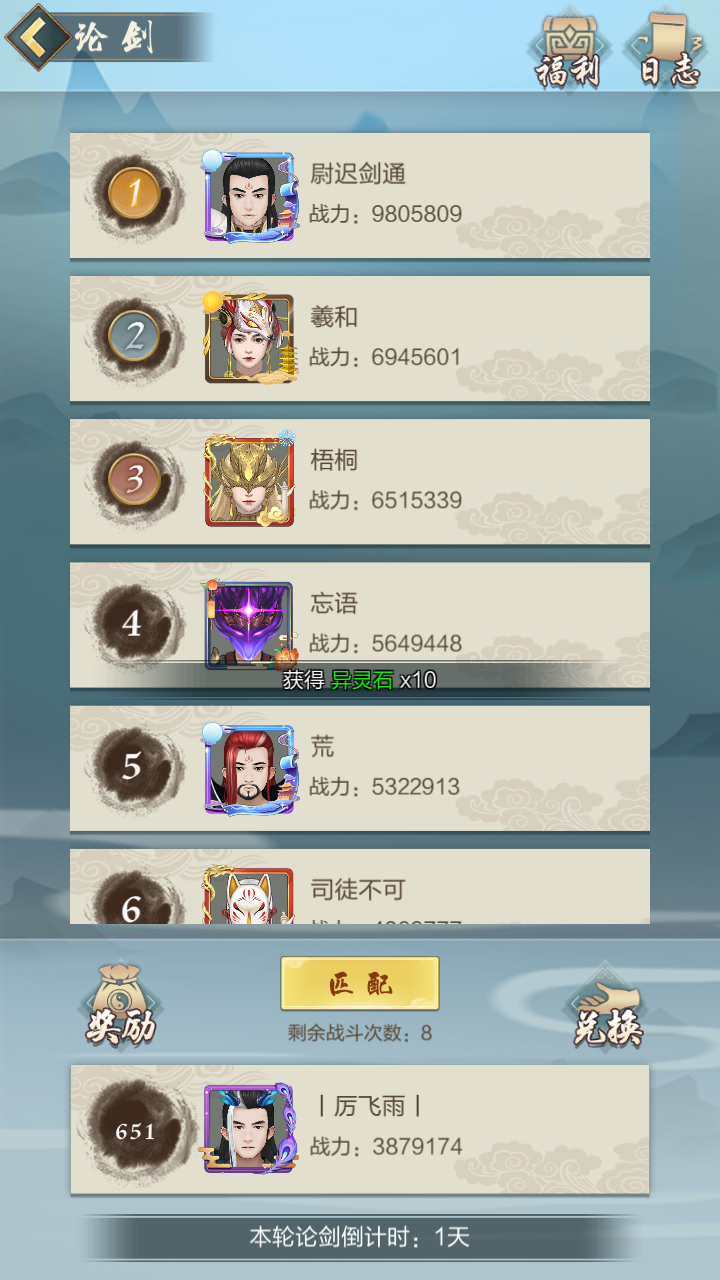 论剑
福利
日志
1
尉迟剑通
战力：9805809
2
羲和
战力：6945601
3
梧桐
战力：6515339
4
忘语
战力：5649448
获得 异灵石 x10
5
荒
战力：5322913
6
司徒不可
奖励
匹配
剩余战斗次数：8
兑换
651
丨厉飞雨丨
战力：3879174
本轮论剑倒计时：1天